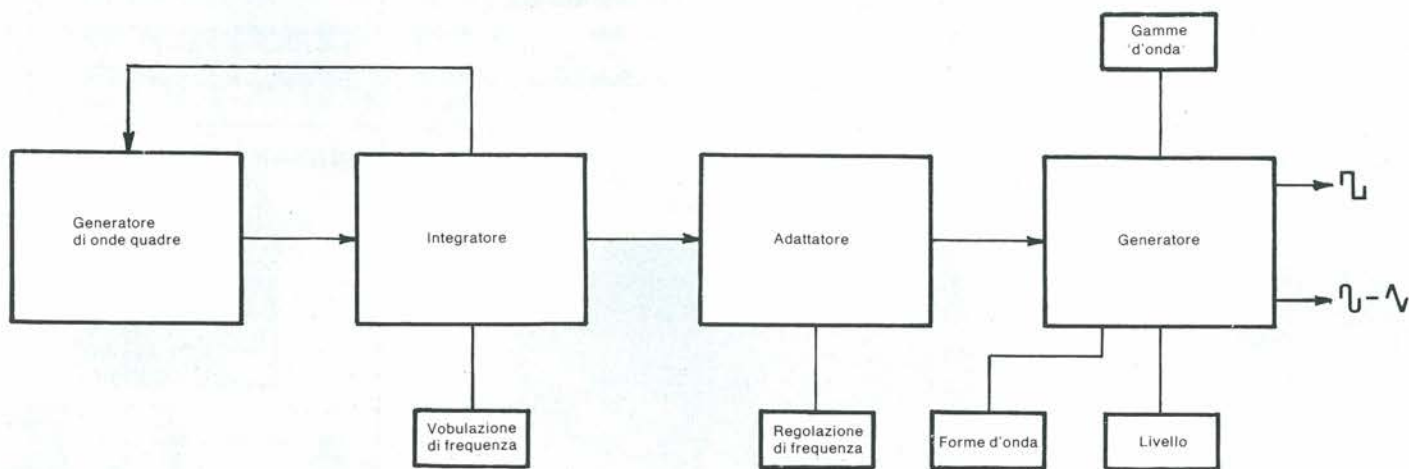 Gamme
'd'onda'
Generatore
di onde quadre
Integratore
Adattatore
Generatore
Vobulazione
di frequenza
Regolazione
di frequenza
Forme d'onda
Livello